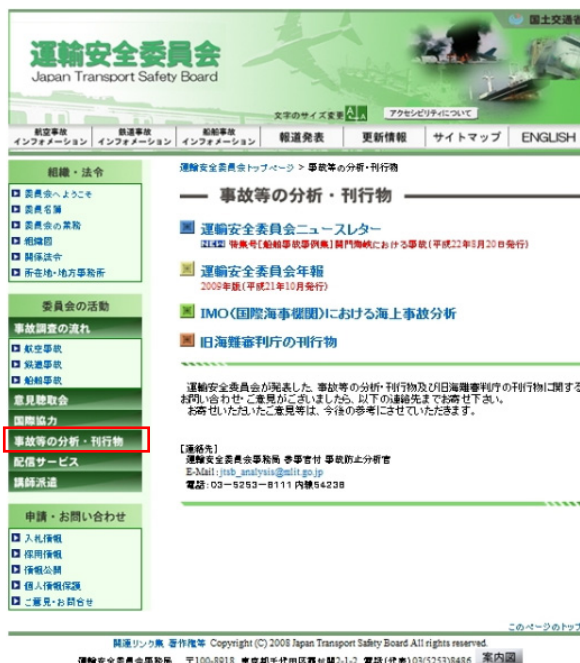 国土交通省
運輸安全委員会
Japan Transport Safety Board
文字のサイズ変更 A A アクセシビリティについて
航空事故
インフォメーション
鉄道事故
インフォメーション
船舶事故
インフォメーション
報道発表
更新情報
サイトマップ
ENGLISH
組織・法令
委員会へようこそ
委員名簿
委員会の業務
組織図
関係法令
所在地・地方事務所
委員会の活動
事故調査の流れ
航空事故
鉄道事故
船舶事故
意見聴取会
国際協力
事故等の分析・刊行物
配信サービス
講師派遣
申請・お問い合わせ
入札情報
採用情報
情報公開
個人情報保護
ご意見・お問合せ
運輸安全委員会トップページ > 事故等の分析・刊行物
事故等の分析・刊行物
運輸安全委員会ニュースレター
NEW 特集号[船舶事故事例集]関門海峡における事故(平成22年8月20日発行)
運輸安全委員会年報
2009年版(平成21年10月発行)
IMO(国際海事機関)における海上事故分析
旧海難審判庁の刊行物
運輸安全委員会が発表した、事故等の分析・刊行物及び旧海難審判庁の刊行物に関する
お問い合わせ・ご意見がございましたら、以下の連絡先までお寄せ下さい。
お寄せいただいたご意見等は、今後の参考にさせていただきます。
【連絡先】
運輸安全委員会事務局 参事官付 事故防止分析官
E-Mail:jtsb_analysis@mlit.go.jp
電話:03-5253-8111 内線54238
このページのトップ
関連リンク集 著作権等 Copyright (C) 2008 Japan Transport Safety Board All rights reserved.
運輸安全委員会事務局 〒100-8918 東京都千代田区霞が関2-1-2 電話(代表)03(5253)8486 案内図